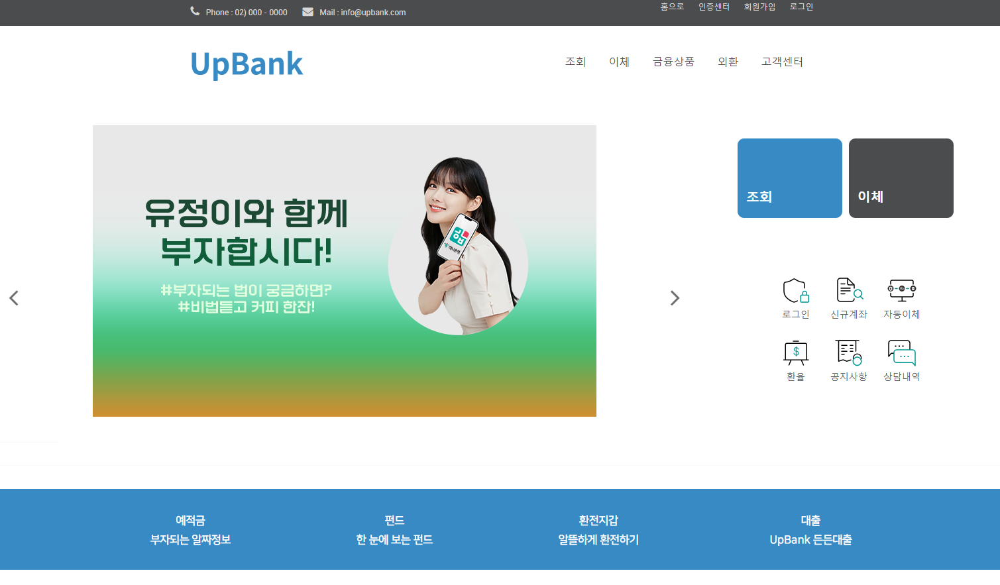 Phone : 02) 000 - 0000 Mail : info@upbank.com 홈으로 인증센터 회원가입 로그인
UpBank 조회 이체 금융상품 외환 고객센터
유정이와 함께
부자합시다!
#부자되는 법이 궁금하면?
#비법듣고 커피 한잔!
하나은행
조회 이체
로그인 신규계좌 자동이체
$
환율 공지사항 상담내역
예적금 펀드 환전지갑 대출
부자되는 알짜정보 한 눈에 보는 펀드 알뜰하게 환전하기 UpBank 든든대출